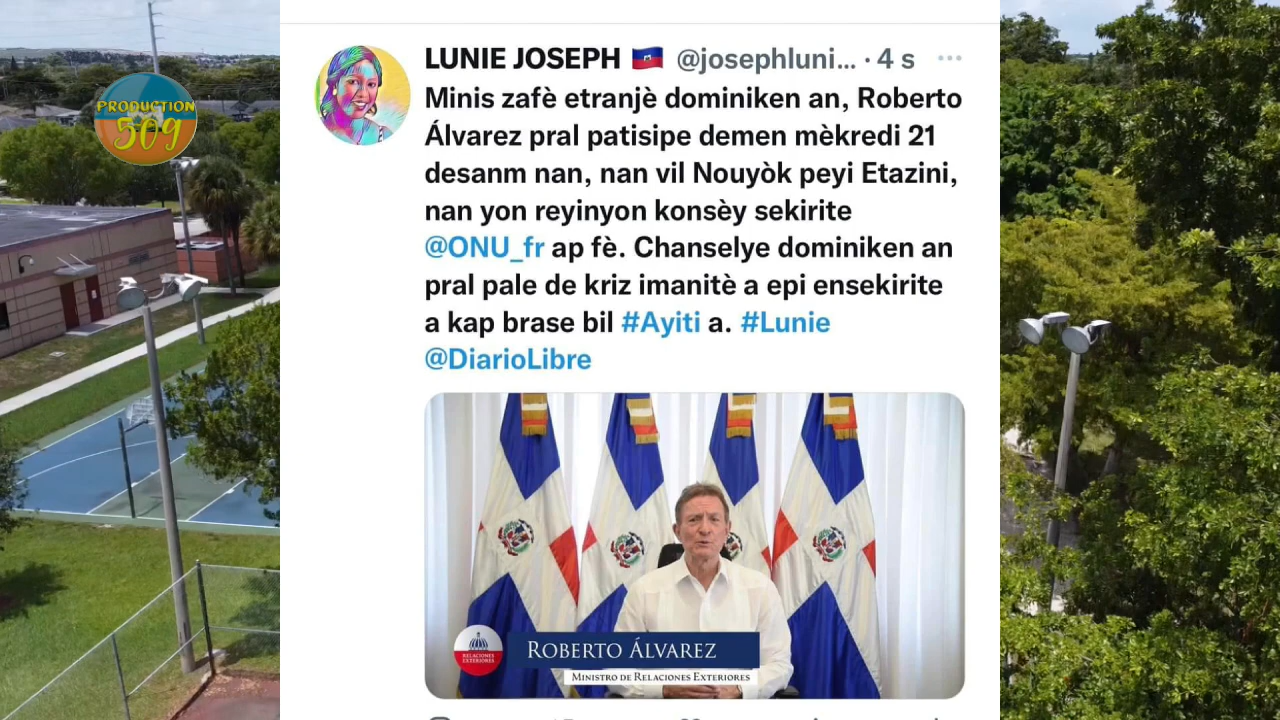 PRODUCTION
509
LUNIE JOSEPH 🇭🇹 @josephluni... · 4 s ...
Minis zafè etranjè dominiken an, Roberto
Álvarez pral patisipe demen mèkredi 21
desanm nan, nan vil Nouyòk peyi Etazini,
nan yon reyinyon konsèy sekirite
@ONU_fr ap fè. Chanselye dominiken an
pral pale de kriz imanitè a epi ensekirite
a kap brase bil #Ayiti a. #Lunie
@DiarioLibre
RELACIONES
EXTERIORES
ROBERTO ÁLVAREZ
MINISTRO DE RELACIONES EXTERIORES